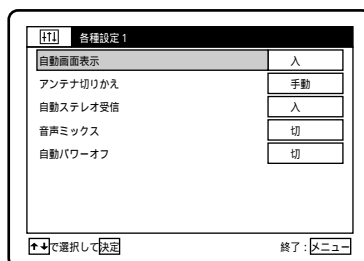 各種設定1
自動画面表示 入
アンテナ切りかえ 手動
自動ステレオ受信 入
音声ミックス 切
自動パワーオフ 切
↑↓で選択して決定 終了:メニュー